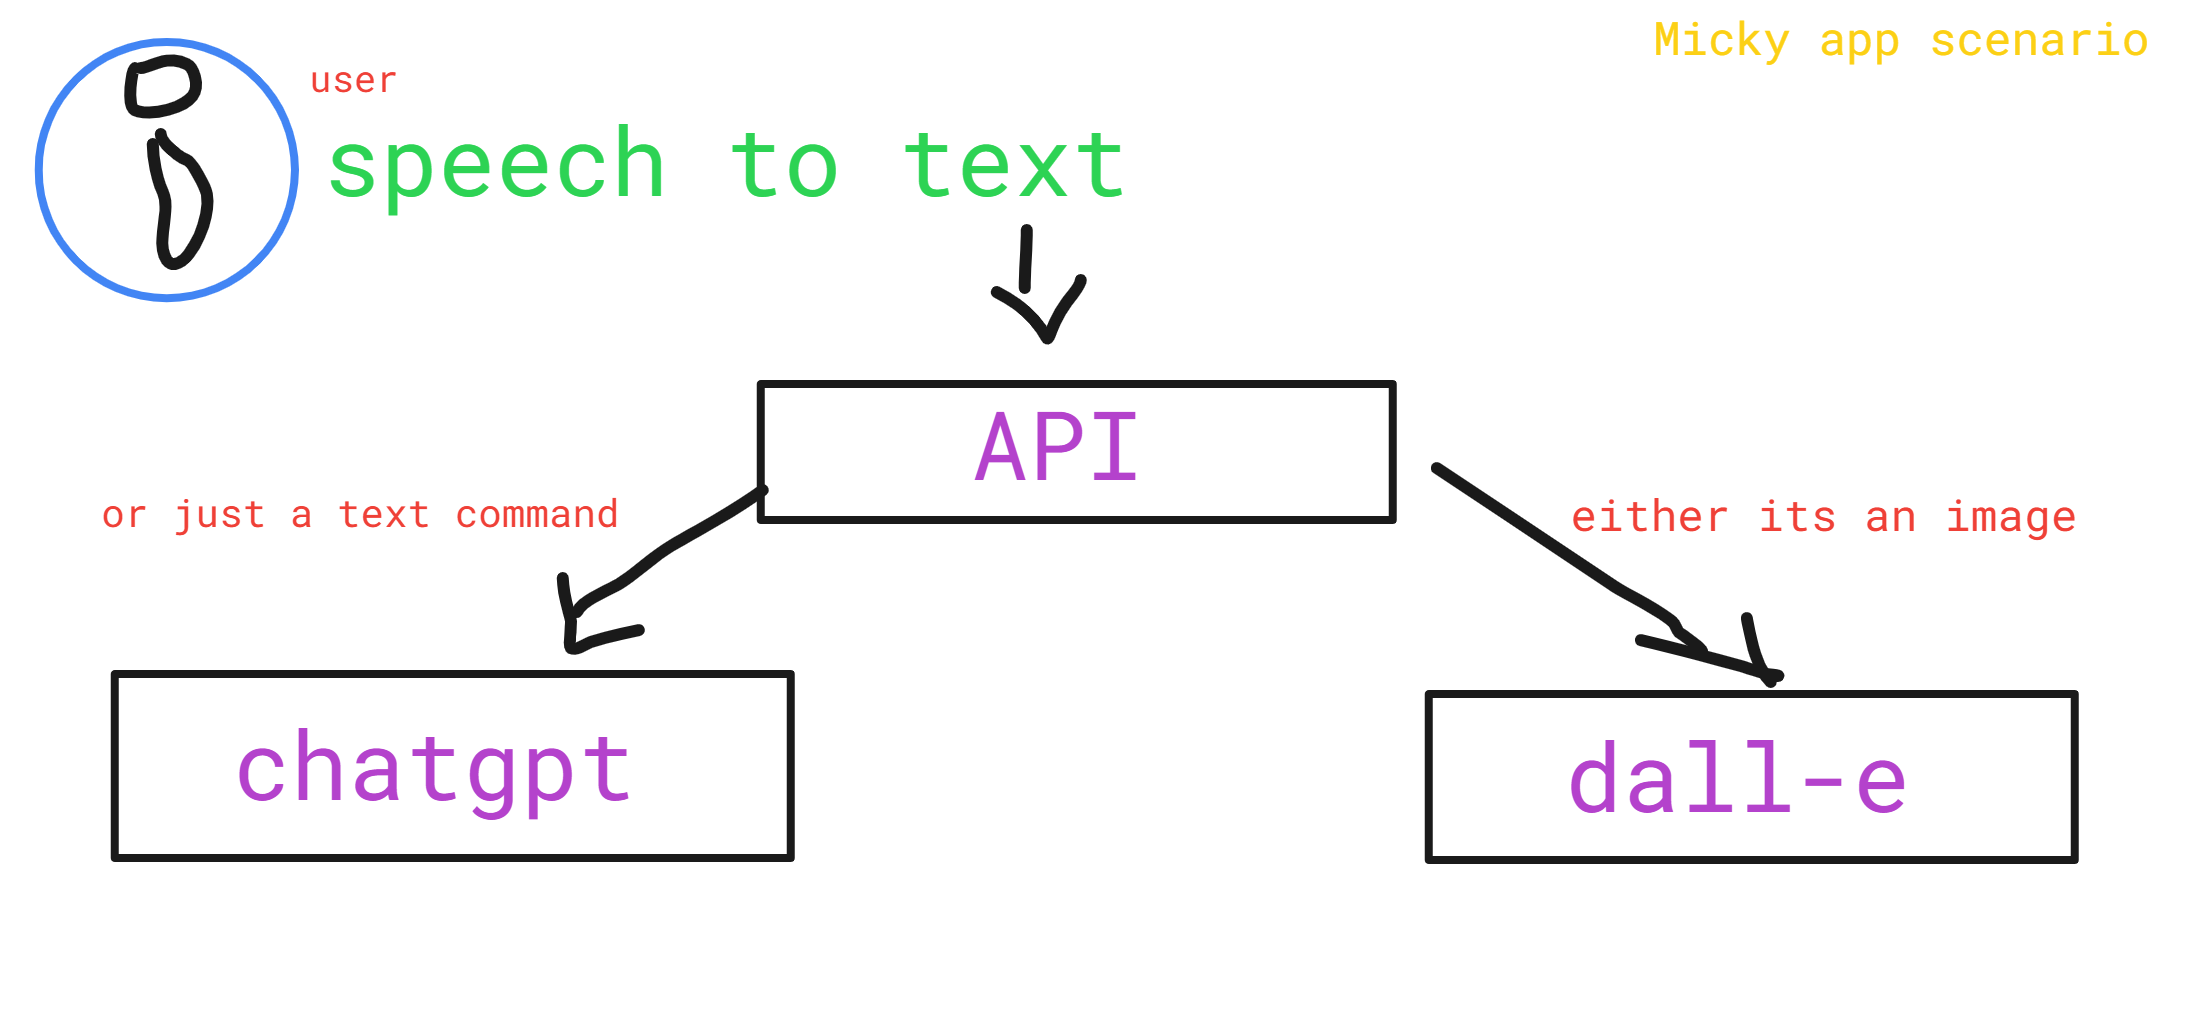 Micky app scenario
user
speech to text
API
or just a text command
either its an image
chatgpt
dall-e